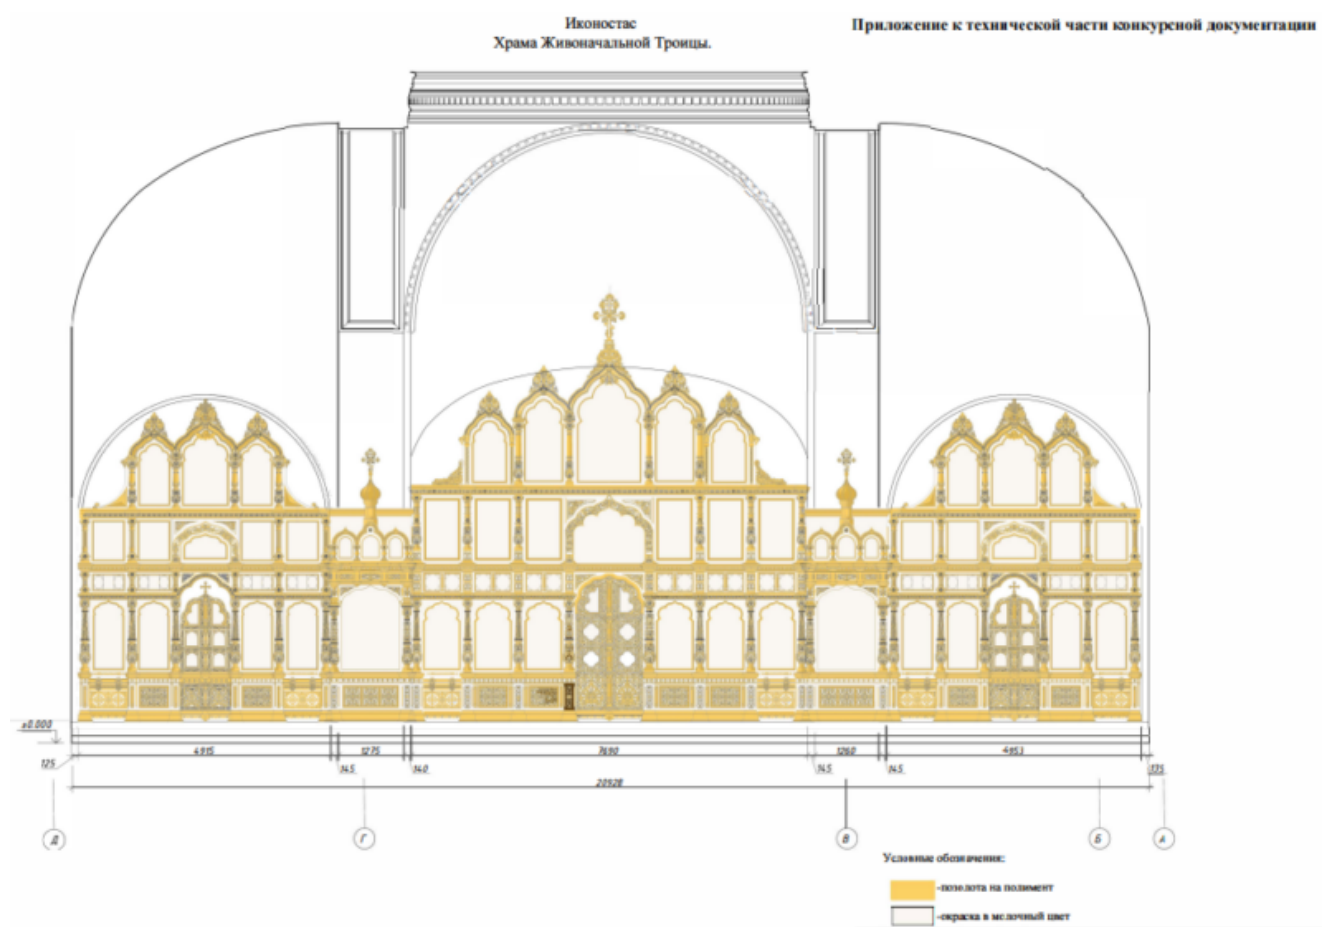 Иконостас
Храма Живоначальной Троицы.
Приложение к технической части конкурсной документации
±0.000
4915
1275
7690
1260
4953
125
145
140
145
145
135
20928
Д
Г
В
Б
А
Условные обозначения:
-позолота на полимент
-окраска в молочный цвет